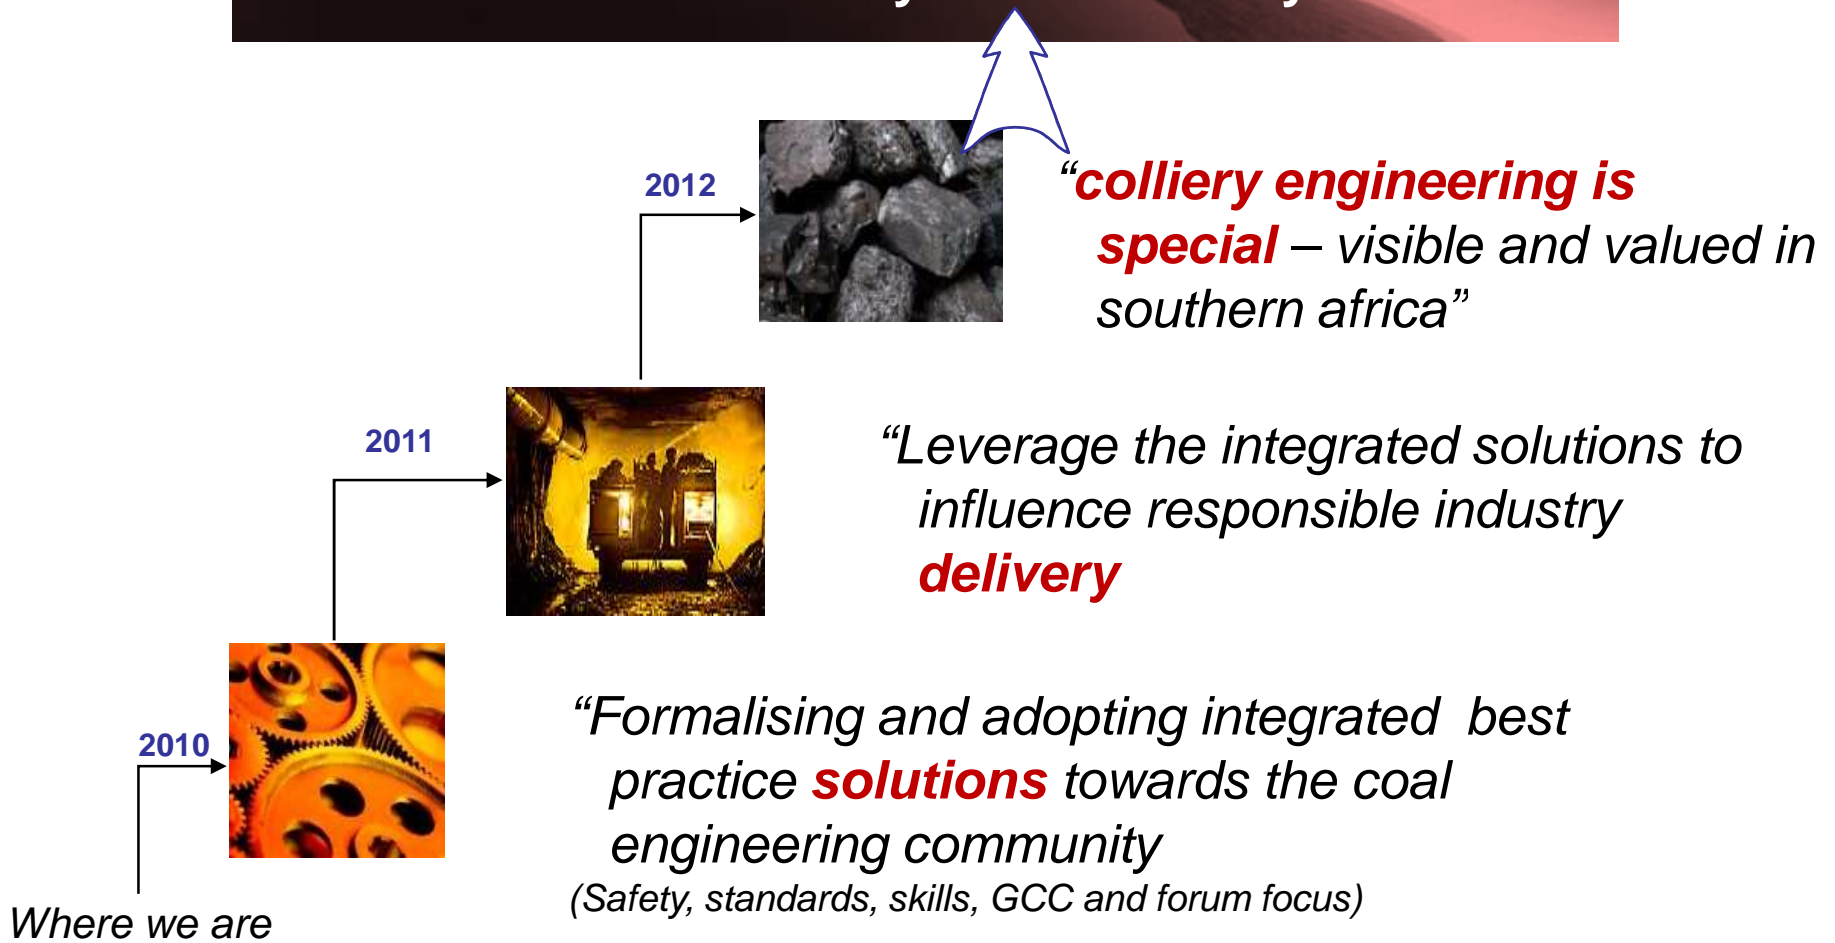 2012
“colliery engineering is
special – visible and valued in
southern africa”
2011
“Leverage the integrated solutions to
influence responsible industry
delivery
2010
“Formalising and adopting integrated  best
practice solutions towards the coal
engineering community
(Safety, standards, skills, GCC and forum focus)
Where we are